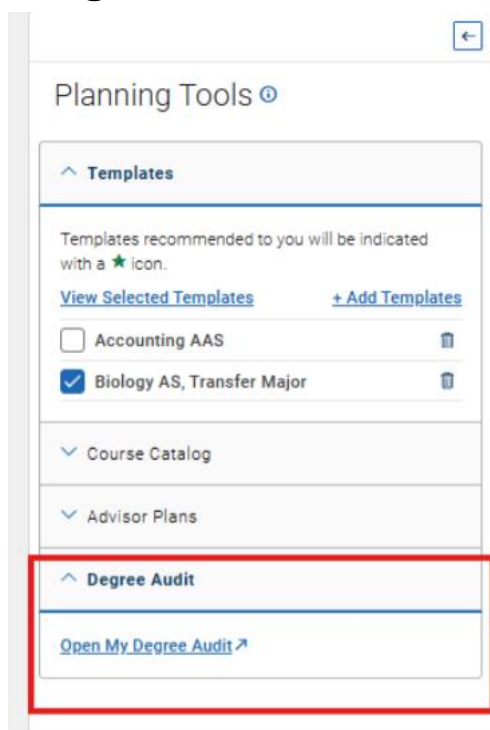 Planning Tools
Templates
Templates recommended to you will be indicated
with a ★ icon.
View Selected Templates + Add Templates
Accounting AAS
Biology AS, Transfer Major
Course Catalog
Advisor Plans
Degree Audit
Open My Degree Audit